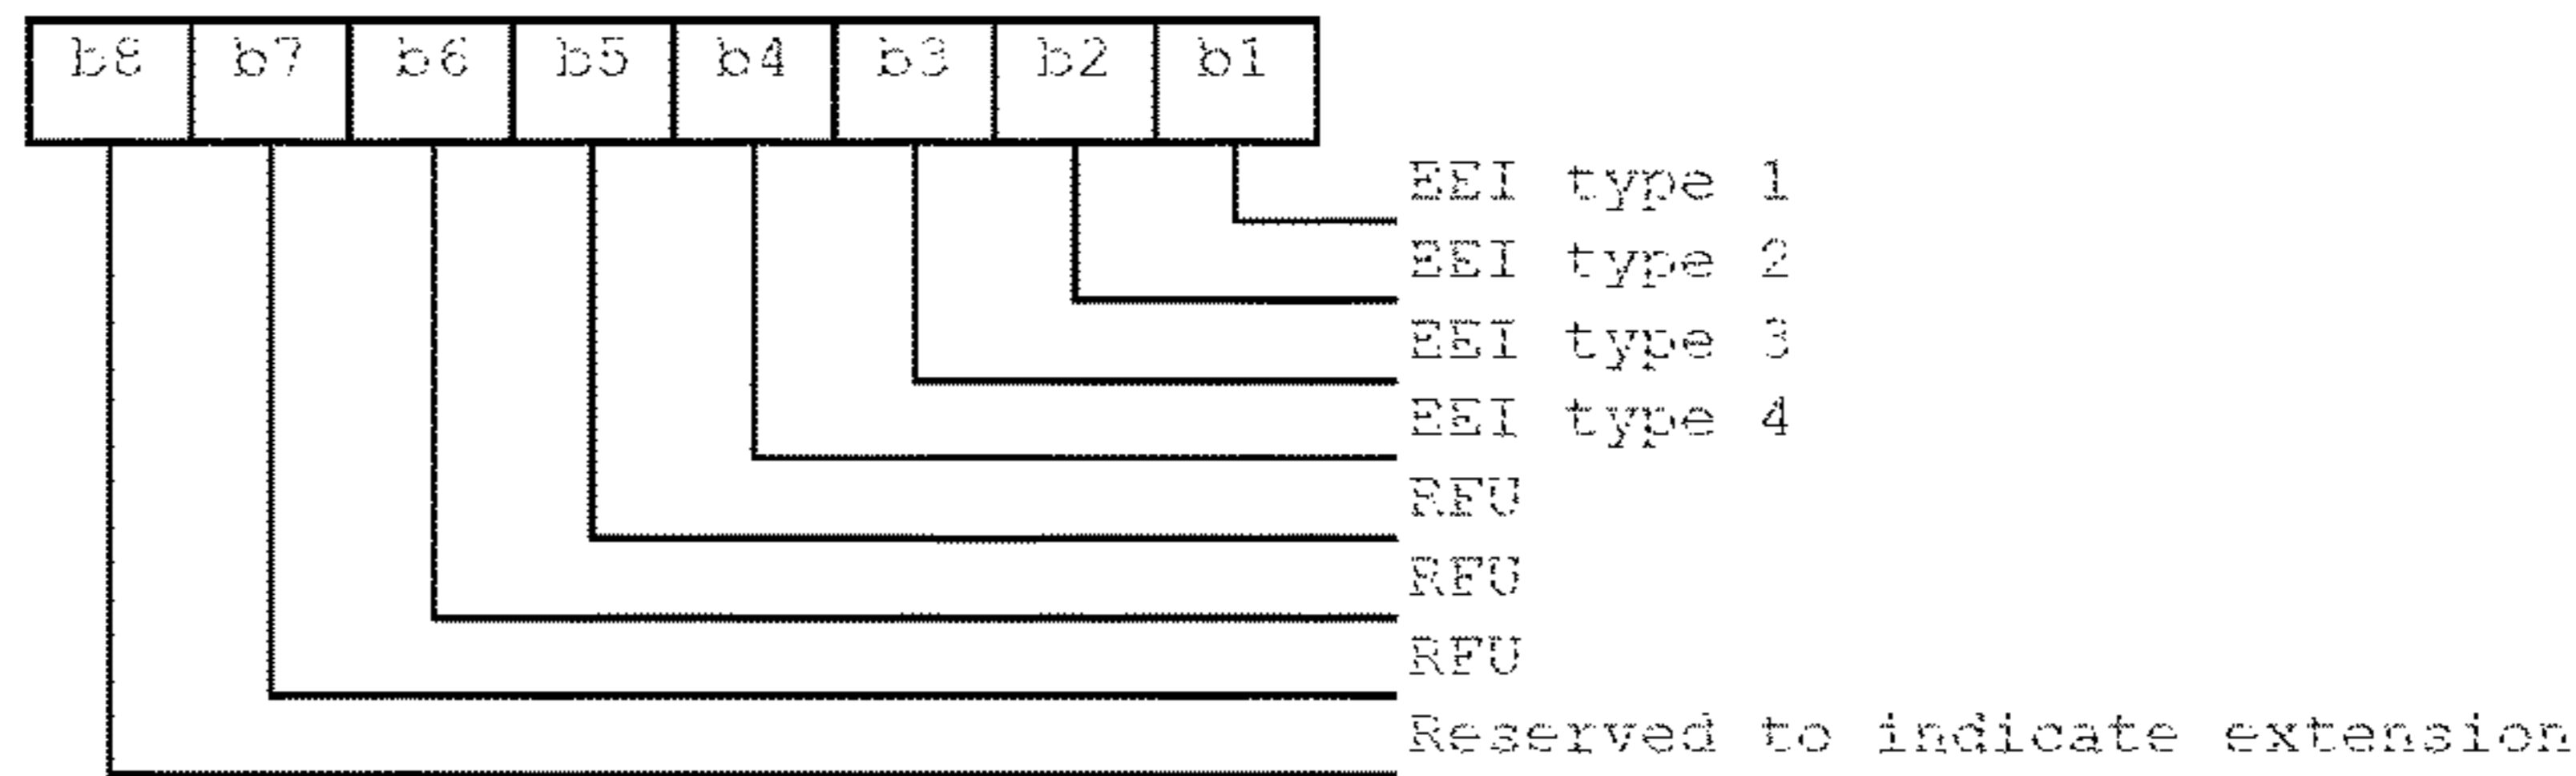 b8 b7 b6 b5 b4 b3 b2 b1
EEI type 1
EEI type 2
EEI type 3
EEI type 4
RFU
RFU
RFU
Reserved to indicate extension